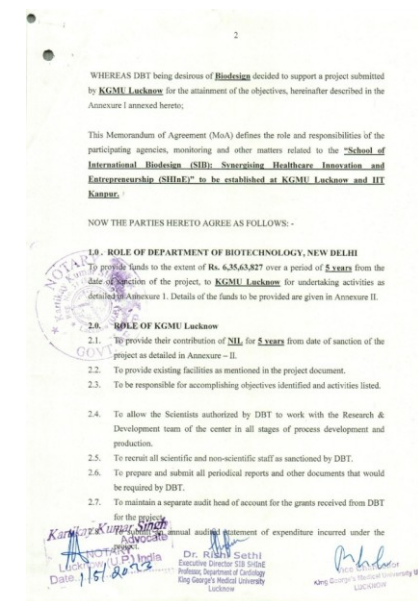 2
WHEREAS DBT being desirous of Biodesign decided to support a project submitted
by KGMU Lucknow for the attainment of the objectives, hereinafter described in the
Annexure I annexed hereto;
This Memorandum of Agreement (MoA) defines the role and responsibilities of the
participating agencies, monitoring and other matters related to the "School of
International Biodesign (SIB): Synergising Healthcare Innovation and
Entrepreneurship (SHInE)" to be established at KGMU Lucknow and IIT
Kanpur.
NOW THE PARTIES HERETO AGREE AS FOLLOWS: -
1.0 . ROLE OF DEPARTMENT OF BIOTECHNOLOGY, NEW DELHI
To provide funds to the extent of Rs. 6,35,63,827 over a period of 5 years from the
date of sanction of the project, to KGMU Lucknow for undertaking activities as
detailed in Annexure 1. Details of the funds to be provided are given in Annexure II.
NOTARY
GOVT
2.0. ROLE OF KGMU Lucknow
2.1. To provide their contribution of NIL for 5 years from date of sanction of the
project as detailed in Annexure – II.
2.2. To provide existing facilities as mentioned in the project document.
2.3. To be responsible for accomplishing objectives identified and activities listed.
2.4. To allow the Scientists authorized by DBT to work with the Research &
Development team of the center in all stages of process development and
production.
2.5. To recruit all scientific and non-scientific staff as sanctioned by DBT.
2.6. To prepare and submit all periodical reports and other documents that would
be required by DBT.
2.7. To maintain a separate audit head of account for the grants received from DBT
for the project.
To submit an annual audited statement of expenditure incurred under the
project.
Kartikay Kumar Singh
Advocate
NOTARY
Lucknow (U.P.) India
Date
Dr. Rishi Sethi
Executive Director SIB SHInE
Professor, Department of Cardiology
King George's Medical University
Lucknow
Vice
King George's Medical University
LUCKNOW